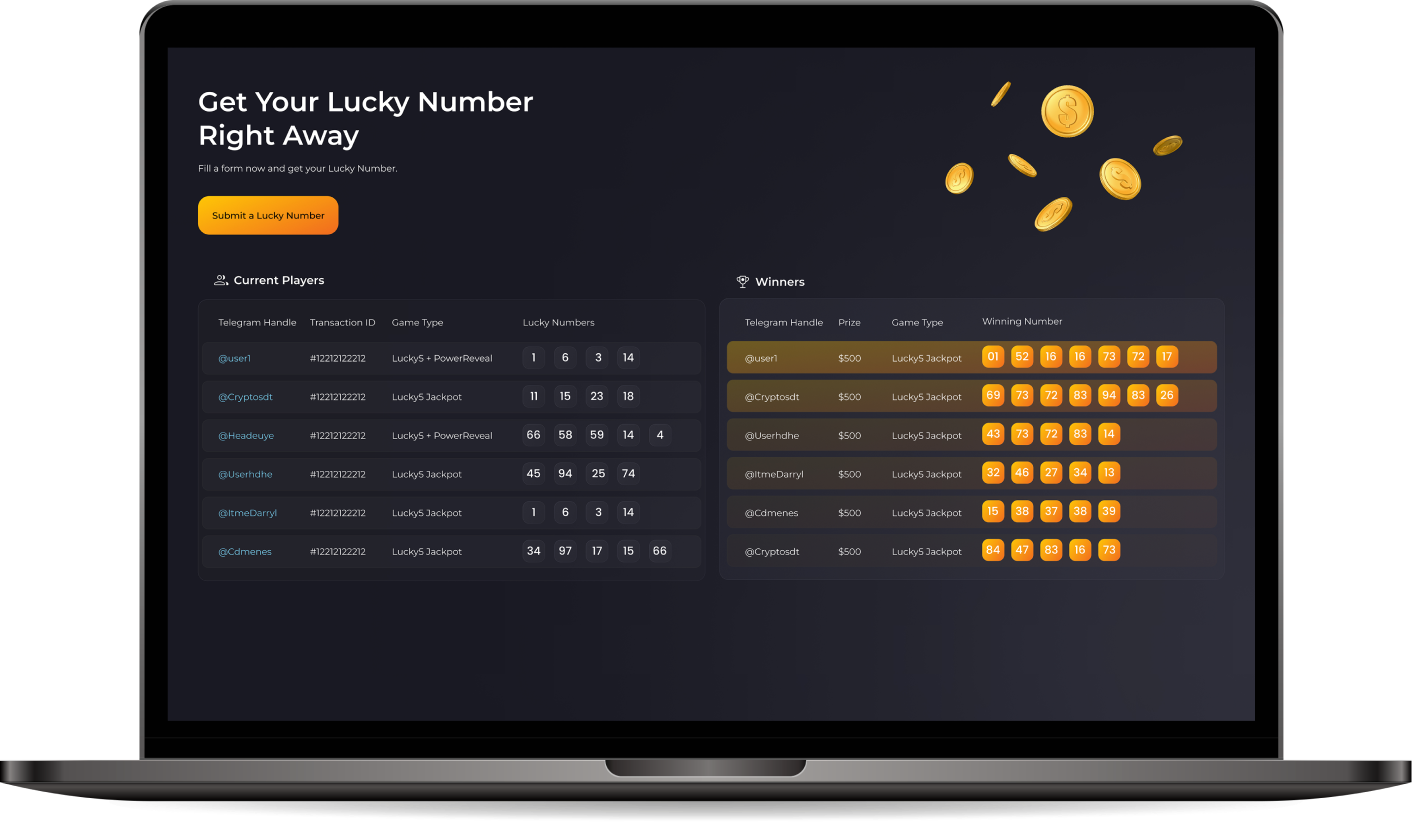 Get Your Lucky Number
Right Away
Fill a form now and get your Lucky Number.
Submit a Lucky Number
Current Players
Telegram Handle Transaction ID Game Type Lucky Numbers
@user1 #12212122212 Lucky5 + PowerReveal 1 6 3 14
@Cryptosdt #12212122212 Lucky5 Jackpot 11 15 23 18
@Headeuye #12212122212 Lucky5 + PowerReveal 66 58 59 14 4
@Userhdhe #12212122212 Lucky5 Jackpot 45 94 25 74
@ItmeDarryl #12212122212 Lucky5 Jackpot 1 6 3 14
@Cdmenes #12212122212 Lucky5 Jackpot 34 97 17 15 66
Winners
Telegram Handle Prize Game Type Winning Number
@user1 $500 Lucky5 Jackpot 01 52 16 16 73 72 17
@Cryptosdt $500 Lucky5 Jackpot 69 73 72 83 94 83 26
@Userhdhe $500 Lucky5 Jackpot 43 73 72 83 14
@ItmeDarryl $500 Lucky5 Jackpot 32 46 27 34 13
@Cdmenes $500 Lucky5 Jackpot 15 38 37 38 39
@Cryptosdt $500 Lucky5 Jackpot 84 47 83 16 73